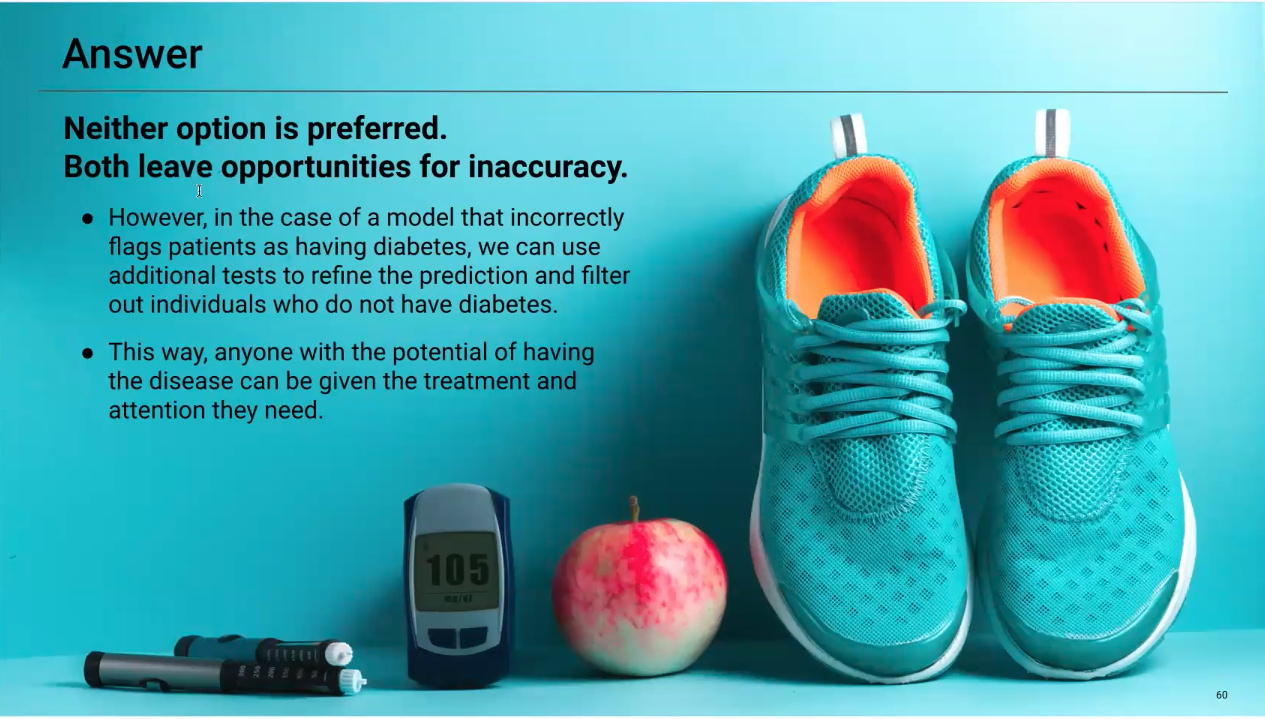 Answer
Neither option is preferred.
Both leave opportunities for inaccuracy.
● However, in the case of a model that incorrectly
flags patients as having diabetes, we can use
additional tests to refine the prediction and filter
out individuals who do not have diabetes.
● This way, anyone with the potential of having
the disease can be given the treatment and
attention they need.
105
60